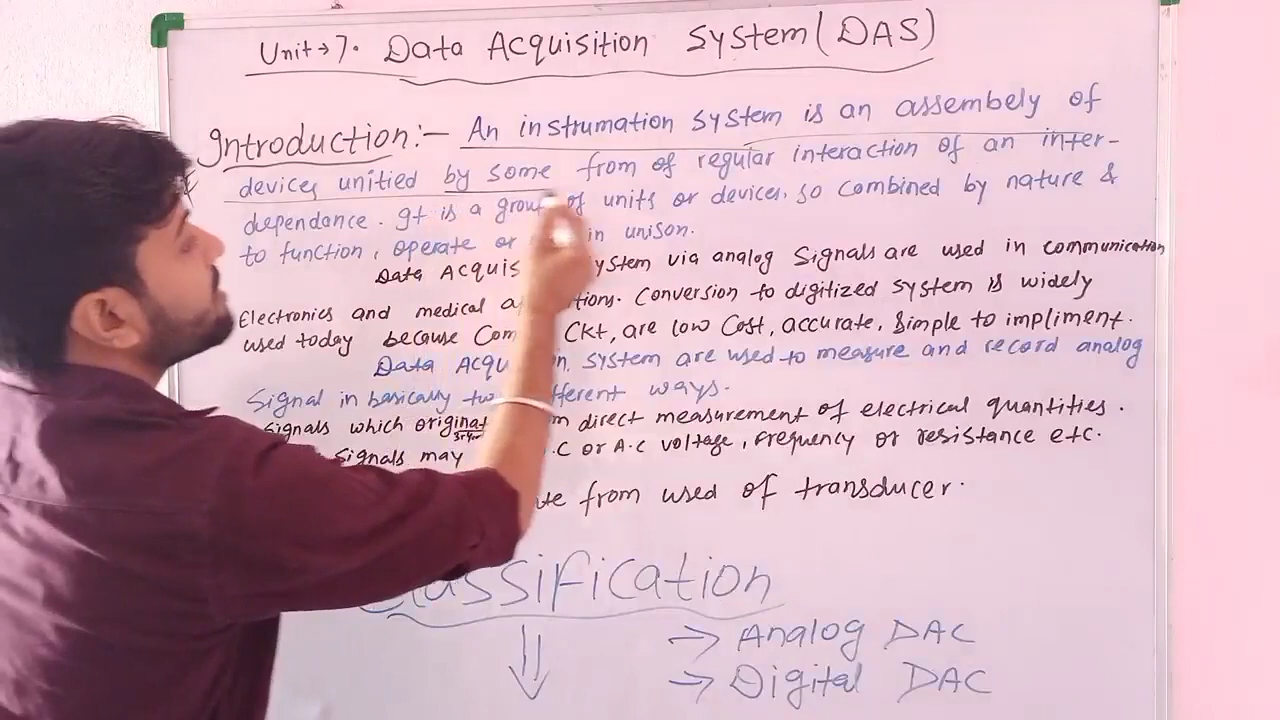 Unit→7. Data Acquisition System (DAS)
Introduction:- An instrumation system is an assembely of
devices unitied by some from of regular interaction of an inter-
dependance. It is a group of units or devices, so combined by nature &
to function, operate or in unison.
Data Acquis ystem via analog Signals are used in communication
Electronics and medical a tions. Conversion to digitized system is widely
used today because Com Ckt, are low Cost, accurate, Simple to impliment.
Data Acqu n. System are used to measure and record analog
Signal in basically tw fferent ways.
Signals which originat m direct measurement of electrical quantities.
Signals may .C or A.C voltage, frequency or resistance etc.
te from used of transducer.
Classification
→ Analog DAC
→ Digital DAC